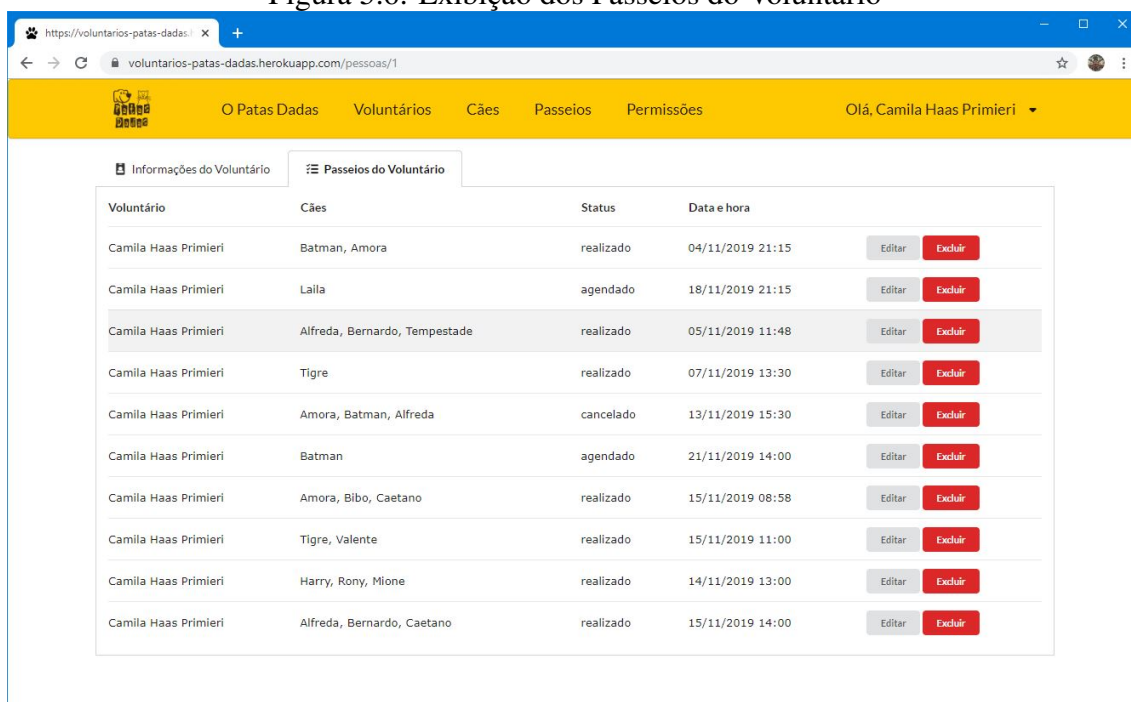 Figura 5.6: Exibição dos Passeios do Voluntário
https://voluntarios-patas-dadas.h
voluntarios-patas-dadas.herokuapp.com/pessoas/1
Patas Dadas O Patas Dadas Voluntários Cães Passeios Permissões Olá, Camila Haas Primieri
Informações do Voluntário Passeios do Voluntário
Voluntário Cães Status Data e hora
Camila Haas Primieri Batman, Amora realizado 04/11/2019 21:15 Editar Excluir
Camila Haas Primieri Laila agendado 18/11/2019 21:15 Editar Excluir
Camila Haas Primieri Alfreda, Bernardo, Tempestade realizado 05/11/2019 11:48 Editar Excluir
Camila Haas Primieri Tigre realizado 07/11/2019 13:30 Editar Excluir
Camila Haas Primieri Amora, Batman, Alfreda cancelado 13/11/2019 15:30 Editar Excluir
Camila Haas Primieri Batman agendado 21/11/2019 14:00 Editar Excluir
Camila Haas Primieri Amora, Bibo, Caetano realizado 15/11/2019 08:58 Editar Excluir
Camila Haas Primieri Tigre, Valente realizado 15/11/2019 11:00 Editar Excluir
Camila Haas Primieri Harry, Rony, Mione realizado 14/11/2019 13:00 Editar Excluir
Camila Haas Primieri Alfreda, Bernardo, Caetano realizado 15/11/2019 14:00 Editar Excluir